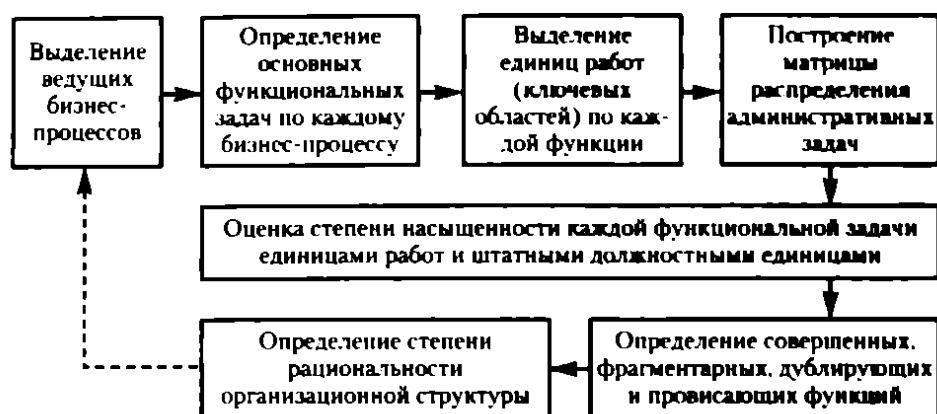 Выделение
ведущих
бизнес-
процессов
Определение
основных
функциональных
задач по каждому
бизнес-процессу
Выделение
единиц работ
(ключевых
областей) по каж-
дой функции
Построение
матрицы
распределения
административных
задач
Оценка степени насыщенности каждой функциональной задачи
единицами работ и штатными должностными единицами
Определение совершенных,
фрагментарных, дублирующих
и провисающих функций
Определение степени
рациональности
организационной структуры